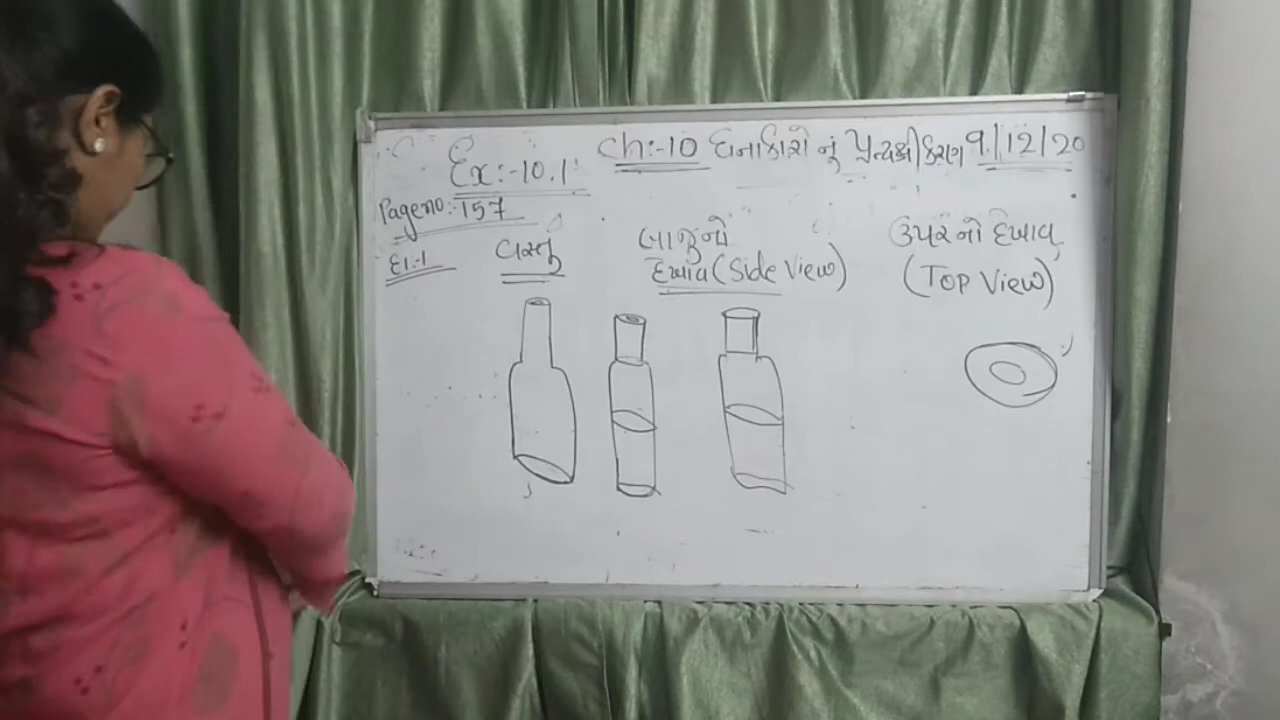 Ex:-10.1 ch:-10 ઘનાકારો નું પ્રત્યક્ષીકરણ 9/12/20
Page no:-157
દા:-1 વસ્તુ બાજુનો દેખાવ (Side View) ઉપરનો દેખાવ (Top View)